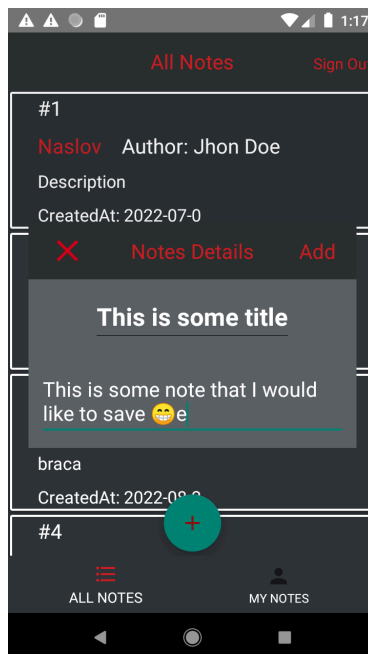 1:17
All Notes
Sign Ou
#1
Naslov Author: Jhon Doe
Description
CreatedAt: 2022-07-0
Notes Details Add
This is some title
This is some note that I would
like to save 😁e
braca
CreatedAt: 2022-08-2
#4
+
ALL NOTES MY NOTES